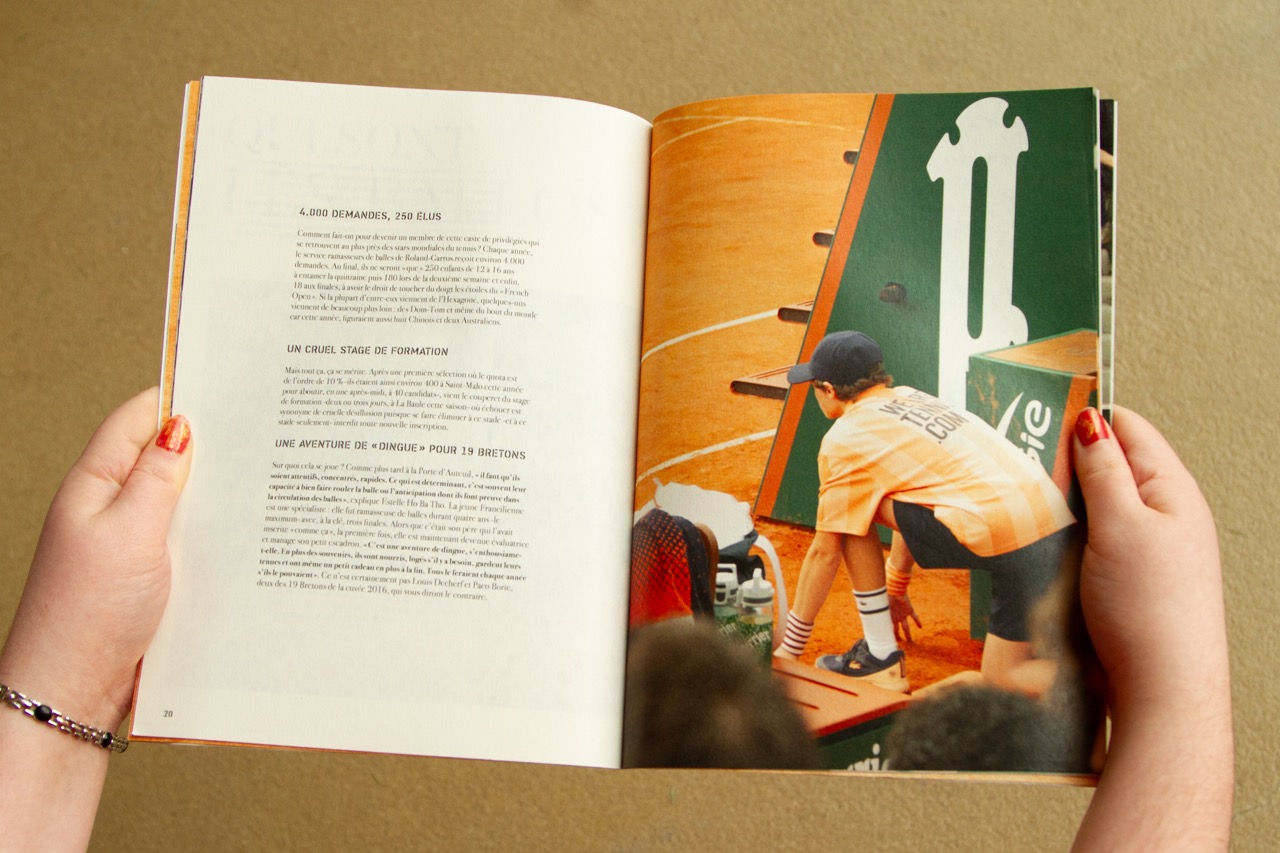 4.000 DEMANDES, 250 ÉLUS
Comment fait-on pour devenir un membre de cette caste de privilégiés qui
se retrouvent au plus près des stars mondiales du tennis ? Chaque année,
le service ramasseurs de balles de Roland-Garros reçoit environ 4.000
demandes. Au final, ils ne seront «que» 250 enfants de 12 à 16 ans
à entamer la quinzaine puis 180 lors de la deuxième semaine et enfin,
18 aux finales, à avoir le droit de toucher du doigt les étoiles du «French
Open». Si la plupart d'entre-eux viennent de l'Hexagone, quelques-uns
viennent de beaucoup plus loin : des Dom-Tom et même du bout du monde
car cette année, figuraient aussi huit Chinois et deux Australiens.
UN CRUEL STAGE DE FORMATION
Mais tout ça, ça se mérite. Après une première sélection où le quota est
de l'ordre de 10 % -ils étaient ainsi environ 400 à Saint-Malo cette année
pour aboutir, en une après-midi, à 40 candidats-, vient le couperet du stage
de formation -deux ou trois jours, à La Baule cette saison- où échouer est
synonyme de cruelle désillusion puisque se faire éliminer à ce stade -et à ce
stade seulement- interdit toute nouvelle inscription.
UNE AVENTURE DE «DINGUE» POUR 19 BRETONS
Sur quoi cela se joue ? Comme plus tard à la Porte d'Auteuil, « il faut qu'ils
soient attentifs, concentrés, rapides. Ce qui est déterminant, c'est souvent leur
capacité à bien faire rouler la balle ou l'anticipation dont ils font preuve dans
la circulation des balles», explique Estelle Ho Ba Tho. La jeune Francilienne
est une spécialiste : elle fut ramasseuse de balles durant quatre ans -le
maximum- avec, à la clé, trois finales. Alors que c'était son père qui l'avait
inscrite «comme ça», la première fois, elle est maintenant devenue évaluatrice
et manage son petit escadron. «C'est une aventure de dingue, s'enthousiame-
t-elle. En plus des souvenirs, ils sont nourris, logés s'il y a besoin, gardent leurs
tenues et ont même un petit cadeau en plus à la fin. Tous le feraient chaque année
s'ils le pouvaient». Ce n'est certainement pas Louis Decherf et Paco Borie,
deux des 19 Bretons de la cuvée 2016, qui vous diront le contraire.
20
TENNIS
.COM